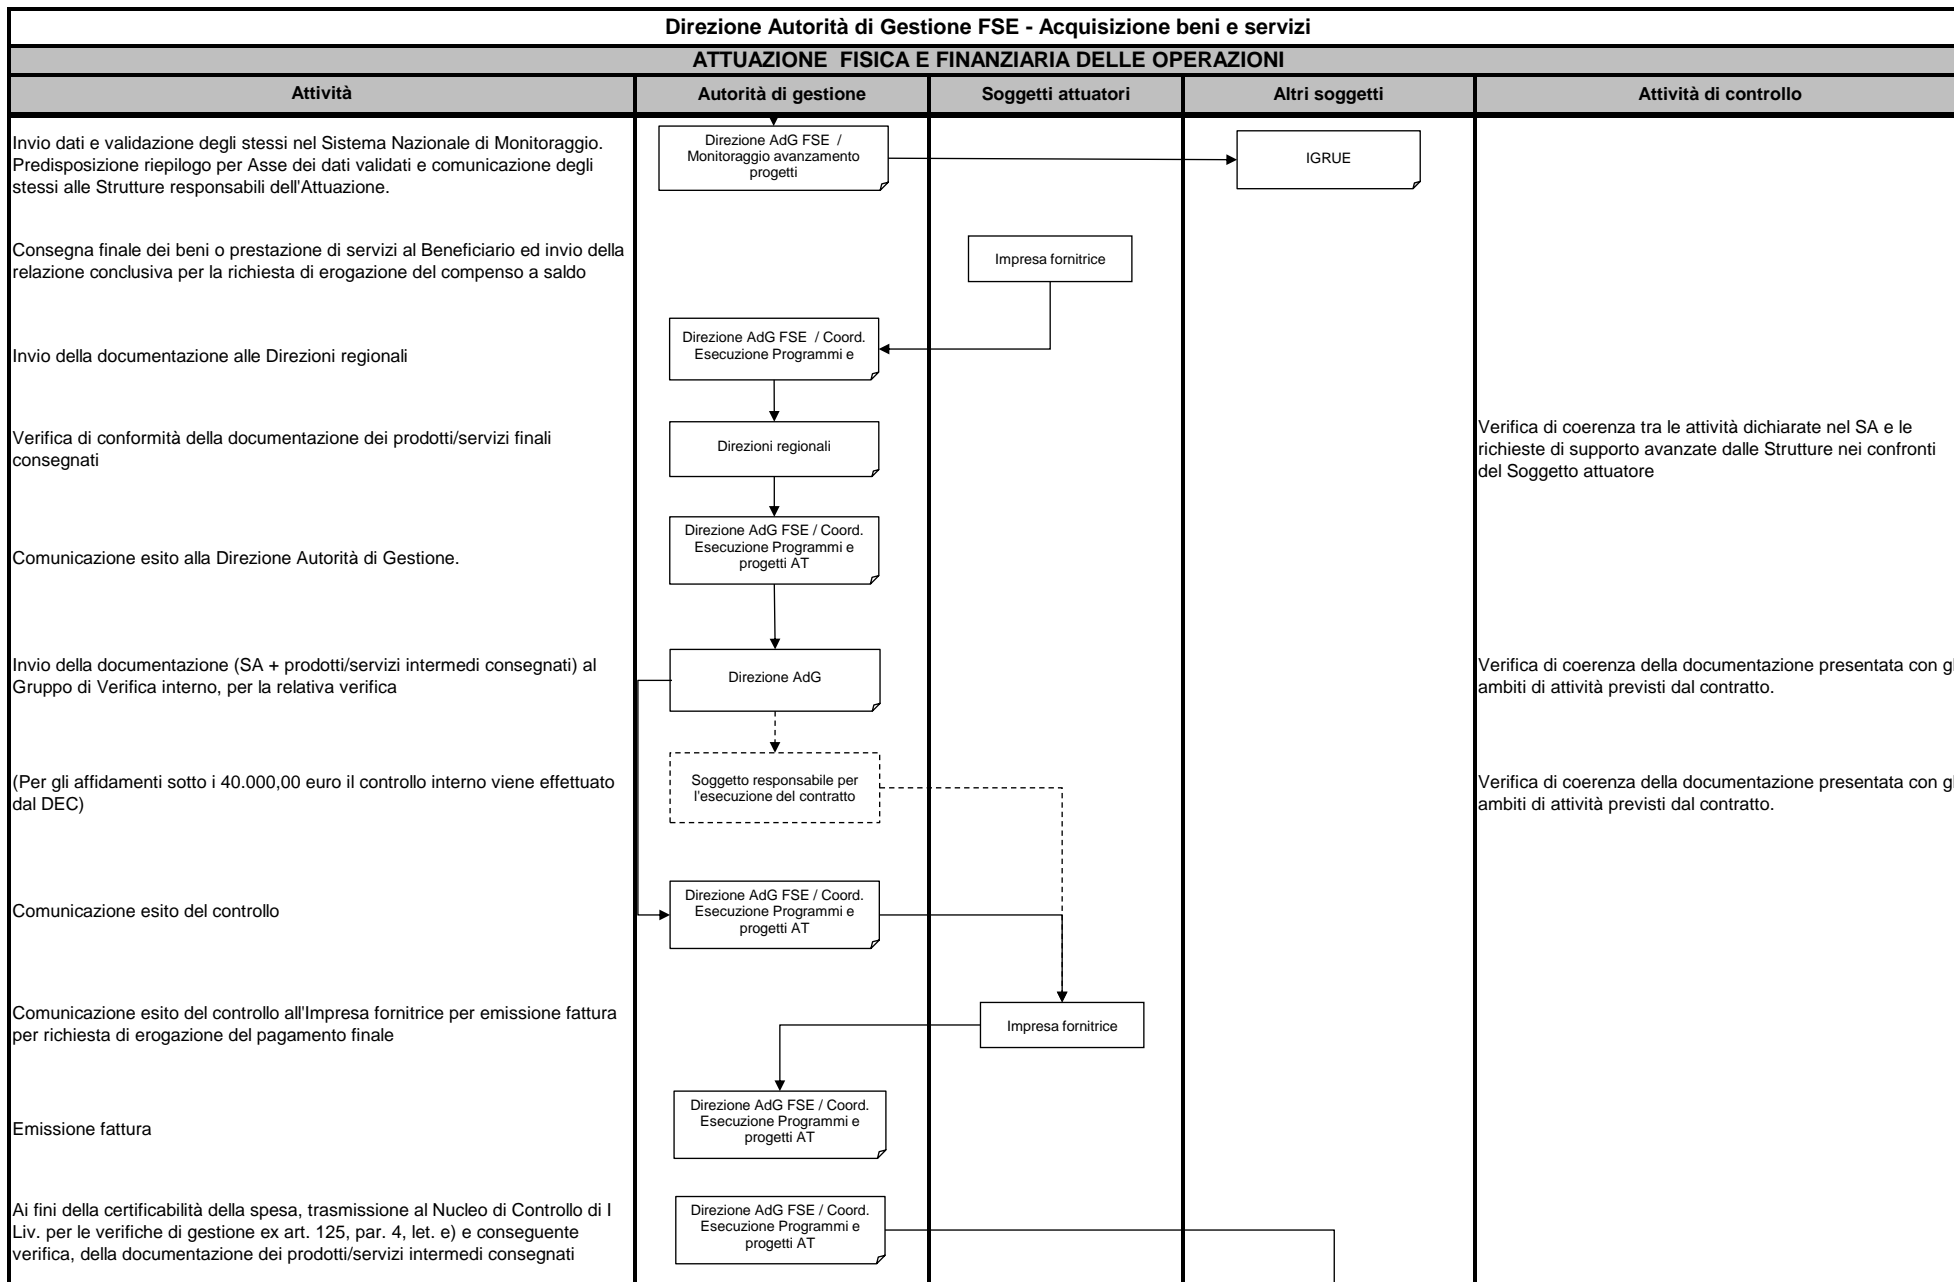 Direzione Autorità di Gestione FSE - Acquisizione beni e servizi
ATTUAZIONE FISICA E FINANZIARIA DELLE OPERAZIONI
Attività
Autorità di gestione
Soggetti attuatori
Altri soggetti
Attività di controllo
Invio dati e validazione degli stessi nel Sistema Nazionale di Monitoraggio.
Predisposizione riepilogo per Asse dei dati validati e comunicazione degli
stessi alle Strutture responsabili dell'Attuazione.
Direzione AdG FSE /
Monitoraggio avanzamento
progetti
IGRUE
Consegna finale dei beni o prestazione di servizi al Beneficiario ed invio della
relazione conclusiva per la richiesta di erogazione del compenso a saldo
Impresa fornitrice
Invio della documentazione alle Direzioni regionali
Direzione AdG FSE / Coord.
Esecuzione Programmi e
Verifica di conformità della documentazione dei prodotti/servizi finali
consegnati
Direzioni regionali
Verifica di coerenza tra le attività dichiarate nel SA e le
richieste di supporto avanzate dalle Strutture nei confronti
del Soggetto attuatore
Comunicazione esito alla Direzione Autorità di Gestione.
Direzione AdG FSE / Coord.
Esecuzione Programmi e
progetti AT
Invio della documentazione (SA + prodotti/servizi intermedi consegnati) al
Gruppo di Verifica interno, per la relativa verifica
Direzione AdG
Verifica di coerenza della documentazione presentata con
ambiti di attività previsti dal contratto.
(Per gli affidamenti sotto i 40.000,00 euro il controllo interno viene effettuato
dal DEC)
Soggetto responsabile per
l'esecuzione del contratto
Verifica di coerenza della documentazione presentata con
ambiti di attività previsti dal contratto.
Comunicazione esito del controllo
Direzione AdG FSE / Coord.
Esecuzione Programmi e
progetti AT
Comunicazione esito del controllo all'Impresa fornitrice per emissione fattura
per richiesta di erogazione del pagamento finale
Impresa fornitrice
Emissione fattura
Direzione AdG FSE / Coord.
Esecuzione Programmi e
progetti AT
Ai fini della certificabilità della spesa, trasmissione al Nucleo di Controllo di I
Liv. per le verifiche di gestione ex art. 125, par. 4, let. e) e conseguente
verifica, della documentazione dei prodotti/servizi intermedi consegnati
Direzione AdG FSE / Coord.
Esecuzione Programmi e
progetti AT